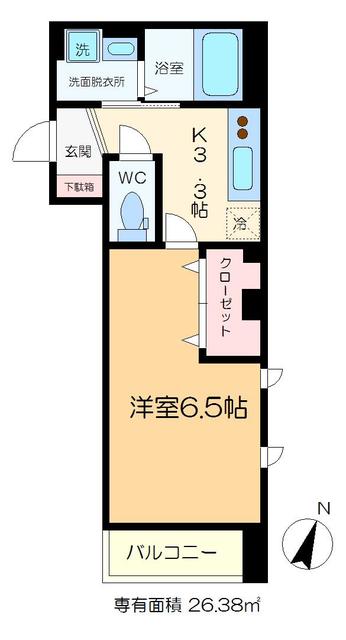 洗
洗面脱衣所
浴室
玄関
K3.3帖
下駄箱
WC
冷
クローゼット
洋室6.5帖
N
バルコニー
専有面積 26.38㎡